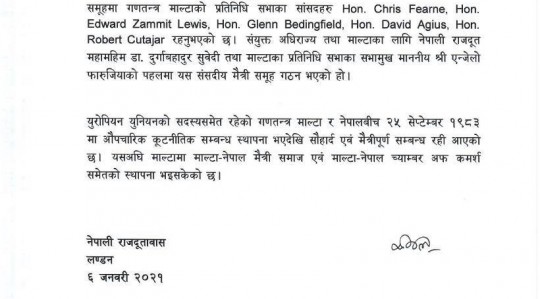 समूहमा गणतन्त्र माल्टाको प्रतिनिधि सभाका सांसदहरु Hon. Chris Fearne, Hon.
Edward Zammit Lewis, Hon. Glenn Bedingfield, Hon. David Agius, Hon.
Robert Cutajar रहनुभएको छ। संयुक्त अधिराज्य तथा माल्टाका लागि नेपाली राजदूत
महामहिम डा. दुर्गाबहादुर सुबेदी तथा माल्टाका प्रतिनिधि सभाका सभामुख माननीय श्री एन्जेलो
फारुजियाको पहलमा यस संसदीय मैत्री समूह गठन भएको हो।
युरोपियन युनियनको सदस्यसमेत रहेको गणतन्त्र माल्टा र नेपालबीच २५ सेप्टेम्बर १९८३
मा औपचारिक कूटनीतिक सम्बन्ध स्थापना भएदेखि सौहार्द एवं मैत्रीपूर्ण सम्बन्ध रही आएको
छ। यसअघि माल्टामा माल्टा-नेपाल मैत्री समाज एवं माल्टा-नेपाल च्याम्बर अफ कमर्श
समेतको स्थापना भइसकेको छ।
नेपाली राजदूतावास
लण्डन
६ जनवरी २०२१